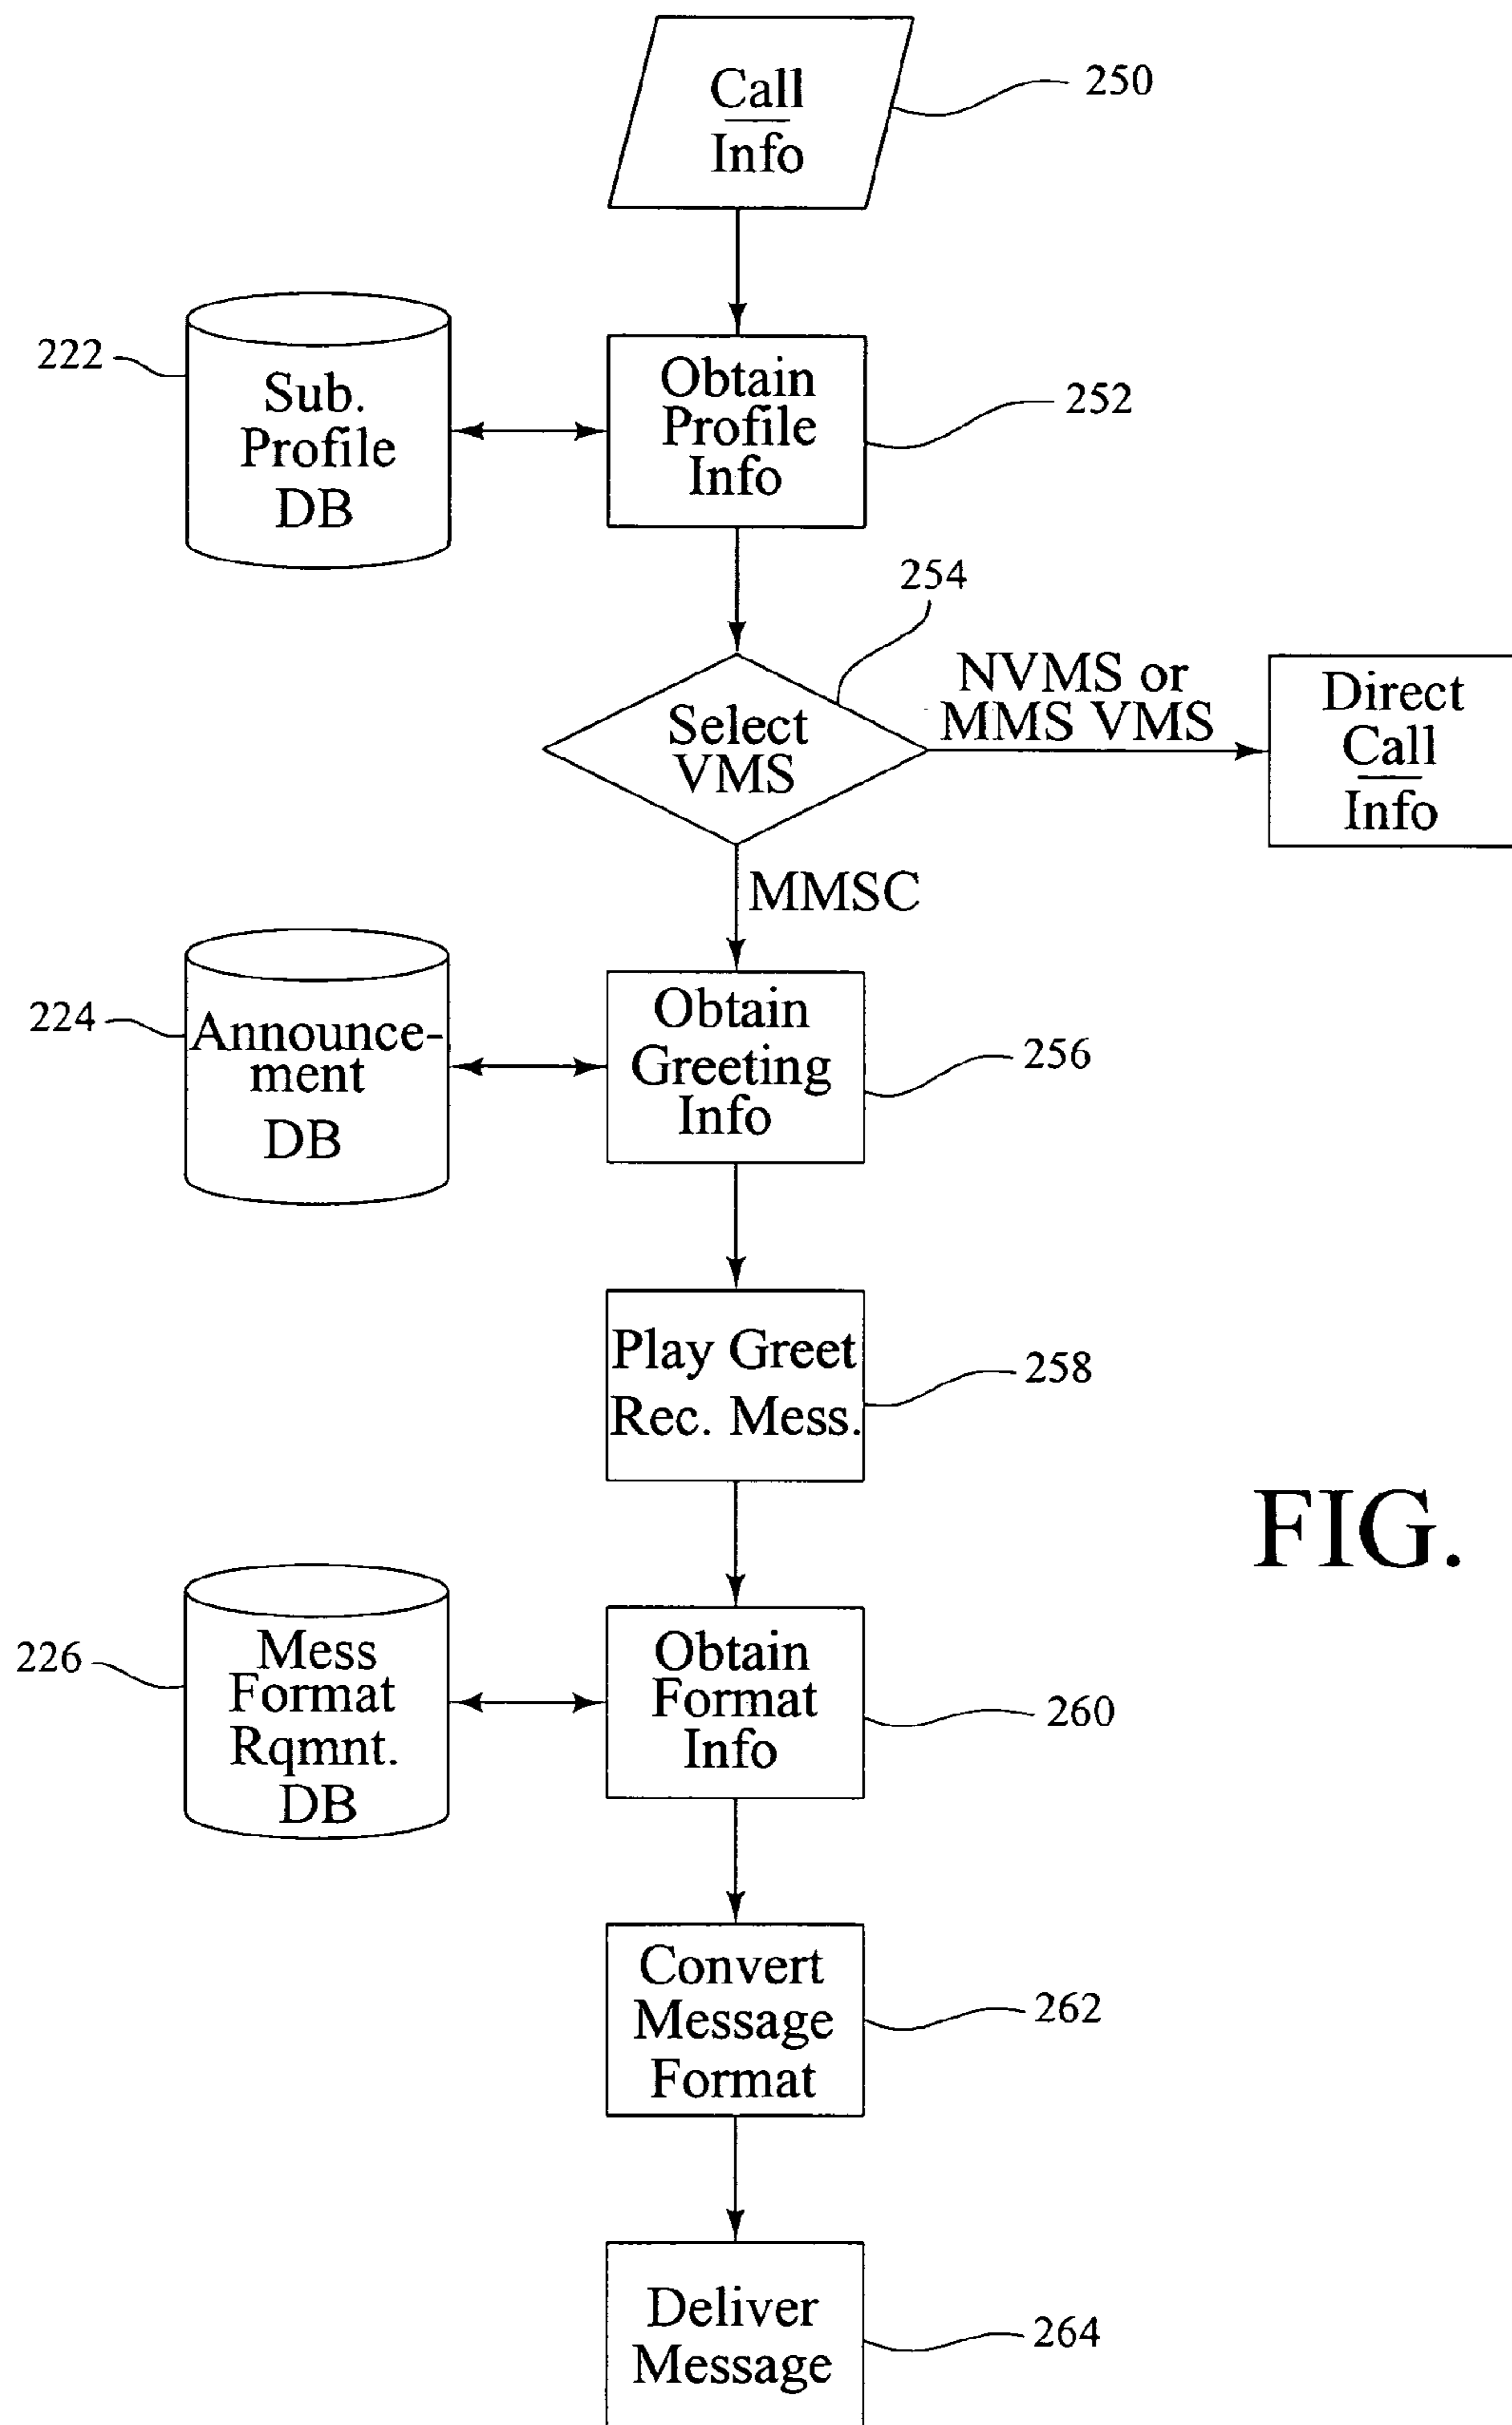 Call
Info
250
222
Sub.
Profile
DB
Obtain
Profile
Info
252
254
Select
VMS
NVMS or
MMS VMS
Direct
Call
Info
MMSC
224
Announce-
ment
DB
Obtain
Greeting
Info
256
Play Greet
Rec. Mess.
258
FIG.
226
Mess
Format
Rqmnt.
DB
Obtain
Format
Info
260
Convert
Message
Format
262
Deliver
Message
264